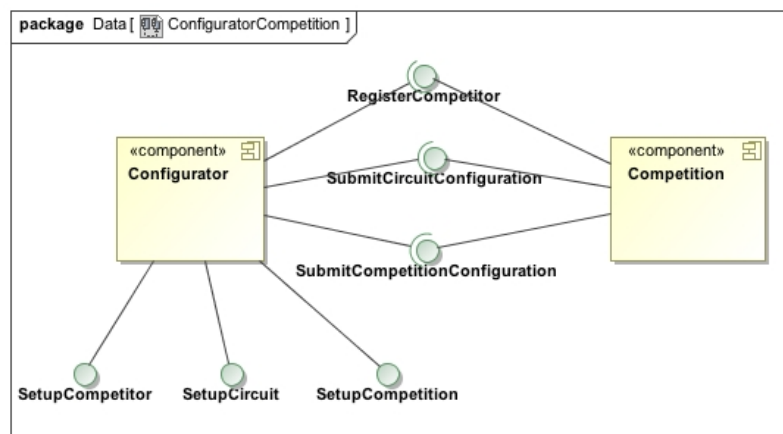 package Data [ ConfiguratorCompetition ]
RegisterCompetitor
«component»
Configurator
SubmitCircuitConfiguration
«component»
Competition
SubmitCompetitionConfiguration
SetupCompetitor
SetupCircuit
SetupCompetition